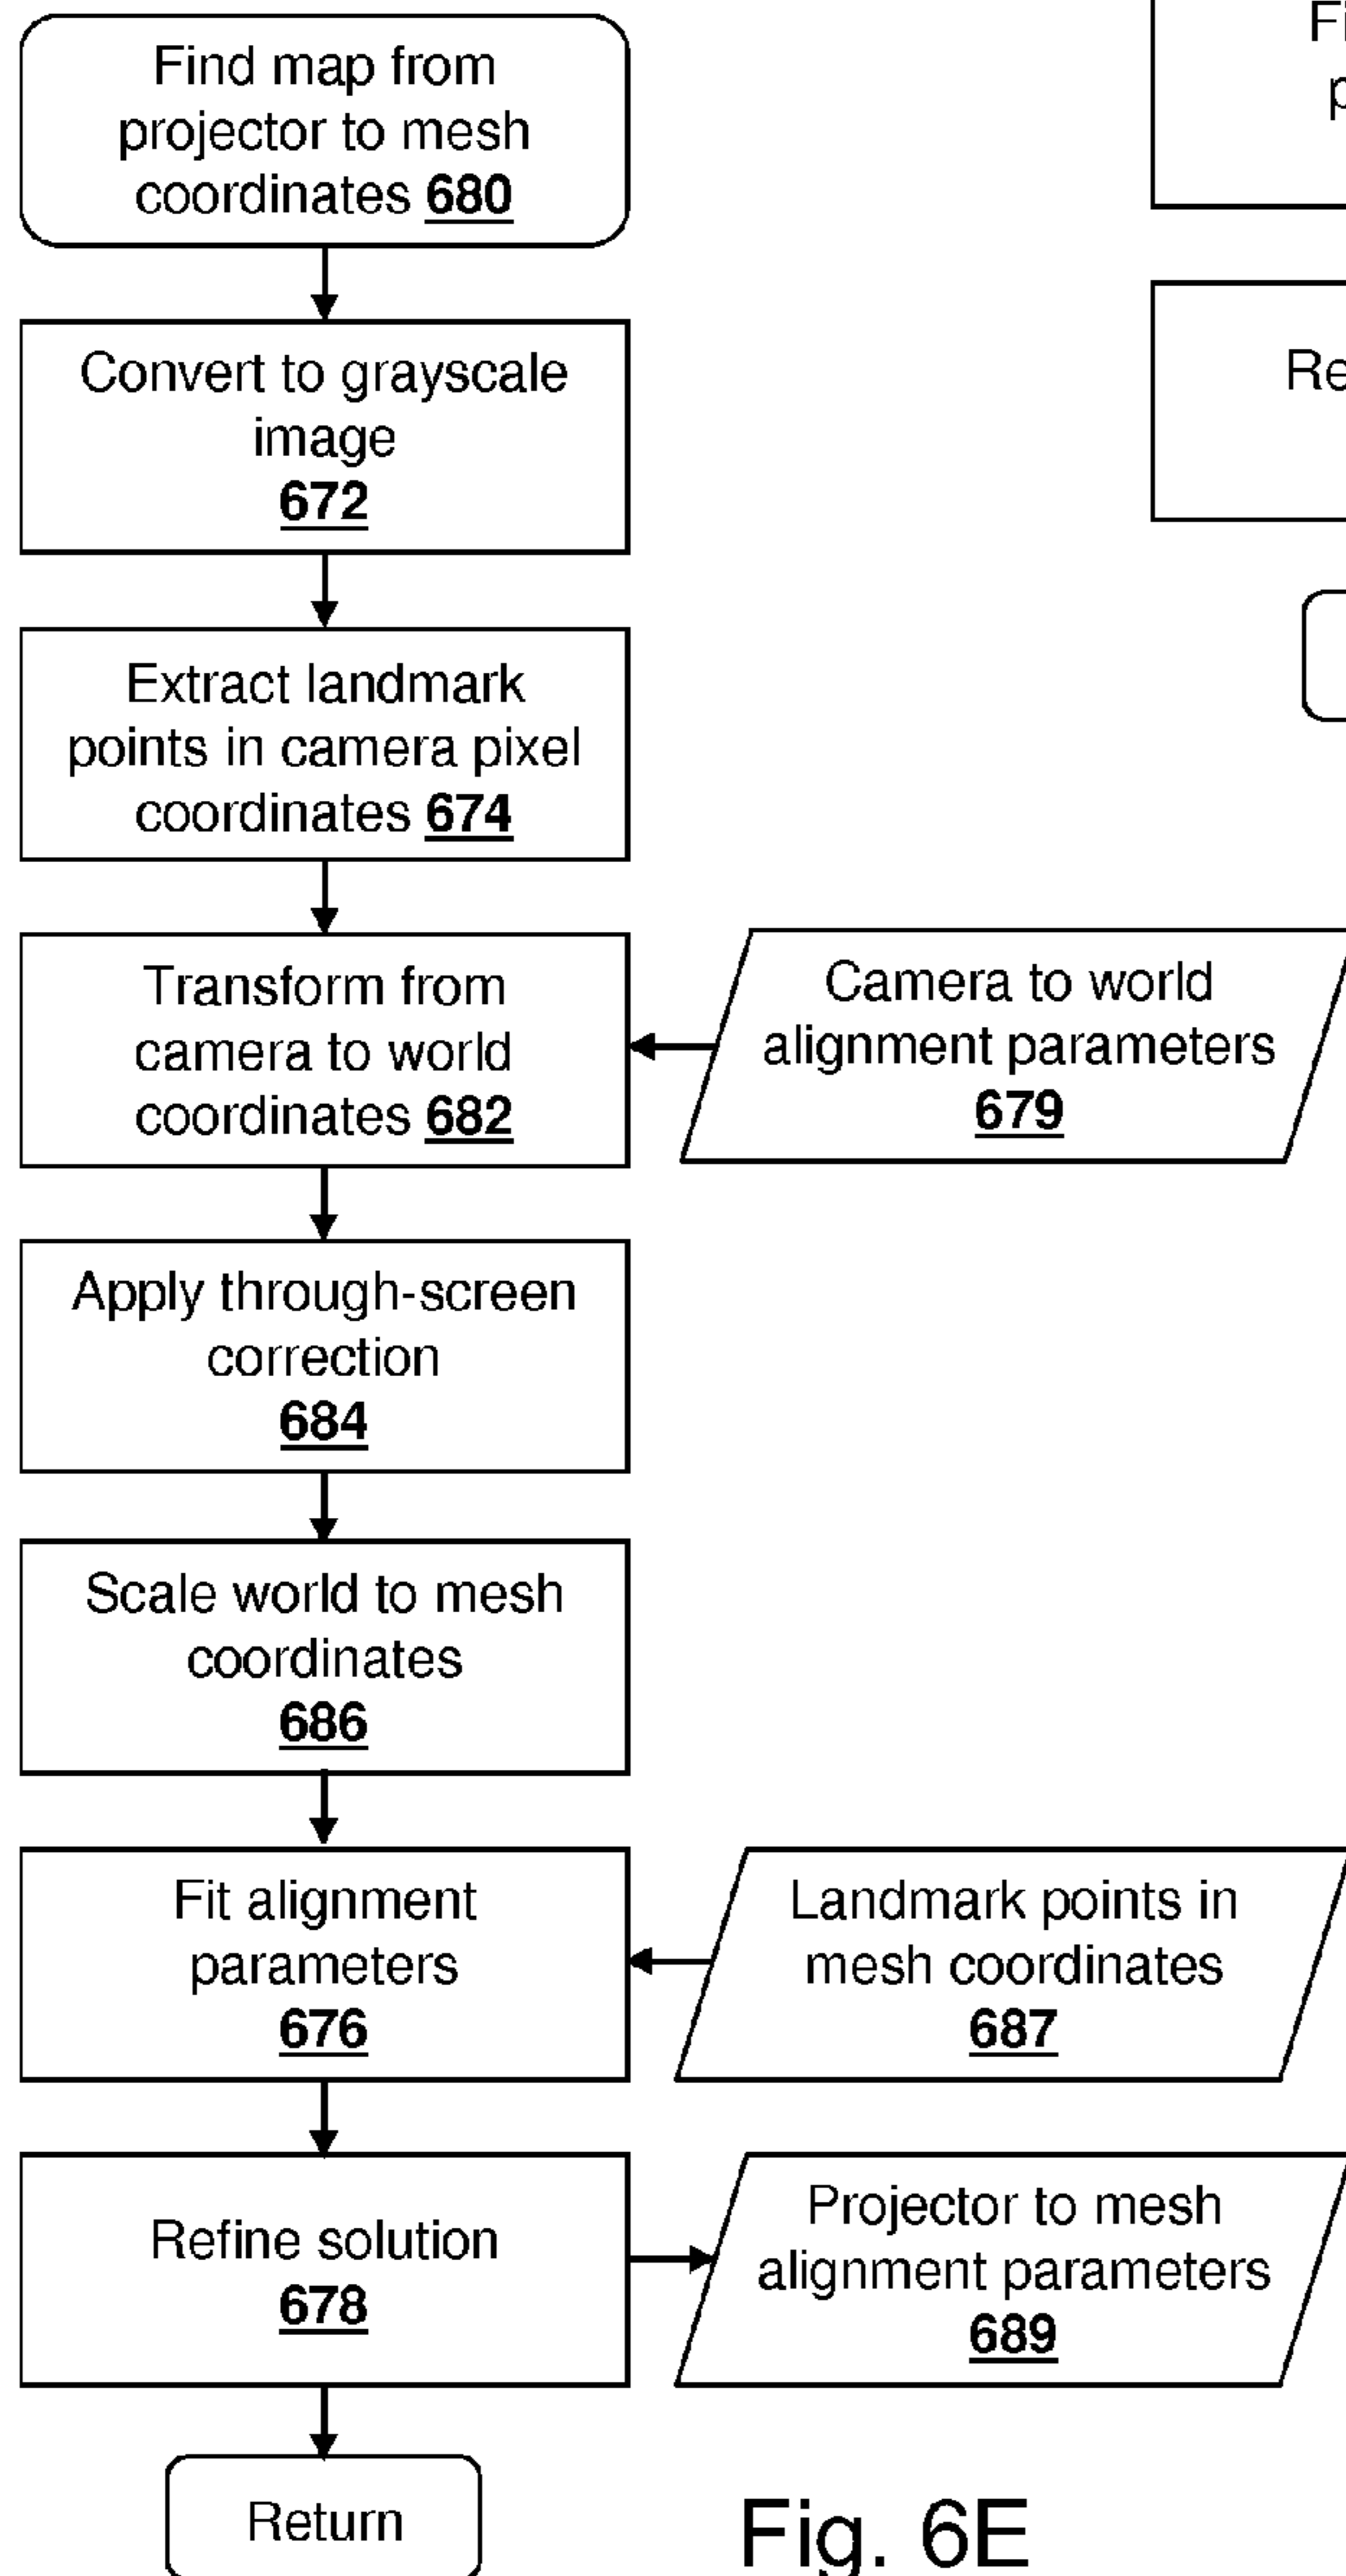 Find map from
projector to mesh
coordinates 680
Convert to grayscale
image
672
Extract landmark
points in camera pixel
coordinates 674
Transform from
camera to world
coordinates 682
Camera to world
alignment parameters
679
Apply through-screen
correction
684
Scale world to mesh
coordinates
686
Fit alignment
parameters
676
Landmark points in
mesh coordinates
687
Refine solution
678
Projector to mesh
alignment parameters
689
Return
Fig. 6E